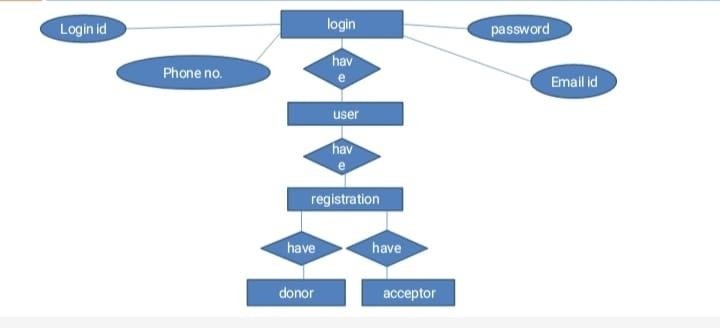 Login id
login
password
Phone no.
hav
e
Email id
user
hav
e
registration
have
have
donor
acceptor